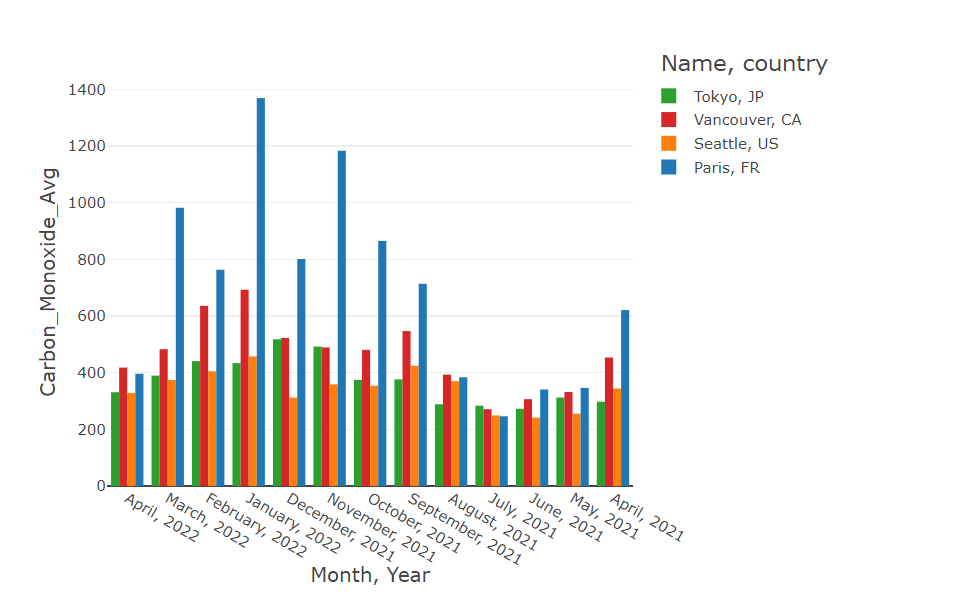 Name, country
Tokyo, JP
Vancouver, CA
Seattle, US
Paris, FR
Carbon_Monoxide_Avg
1400
1200
1000
800
600
400
200
0
April, 2022
March, 2022
February, 2022
January, 2022
December, 2021
November, 2021
October, 2021
September, 2021
August, 2021
July, 2021
June, 2021
May, 2021
April, 2021
Month, Year